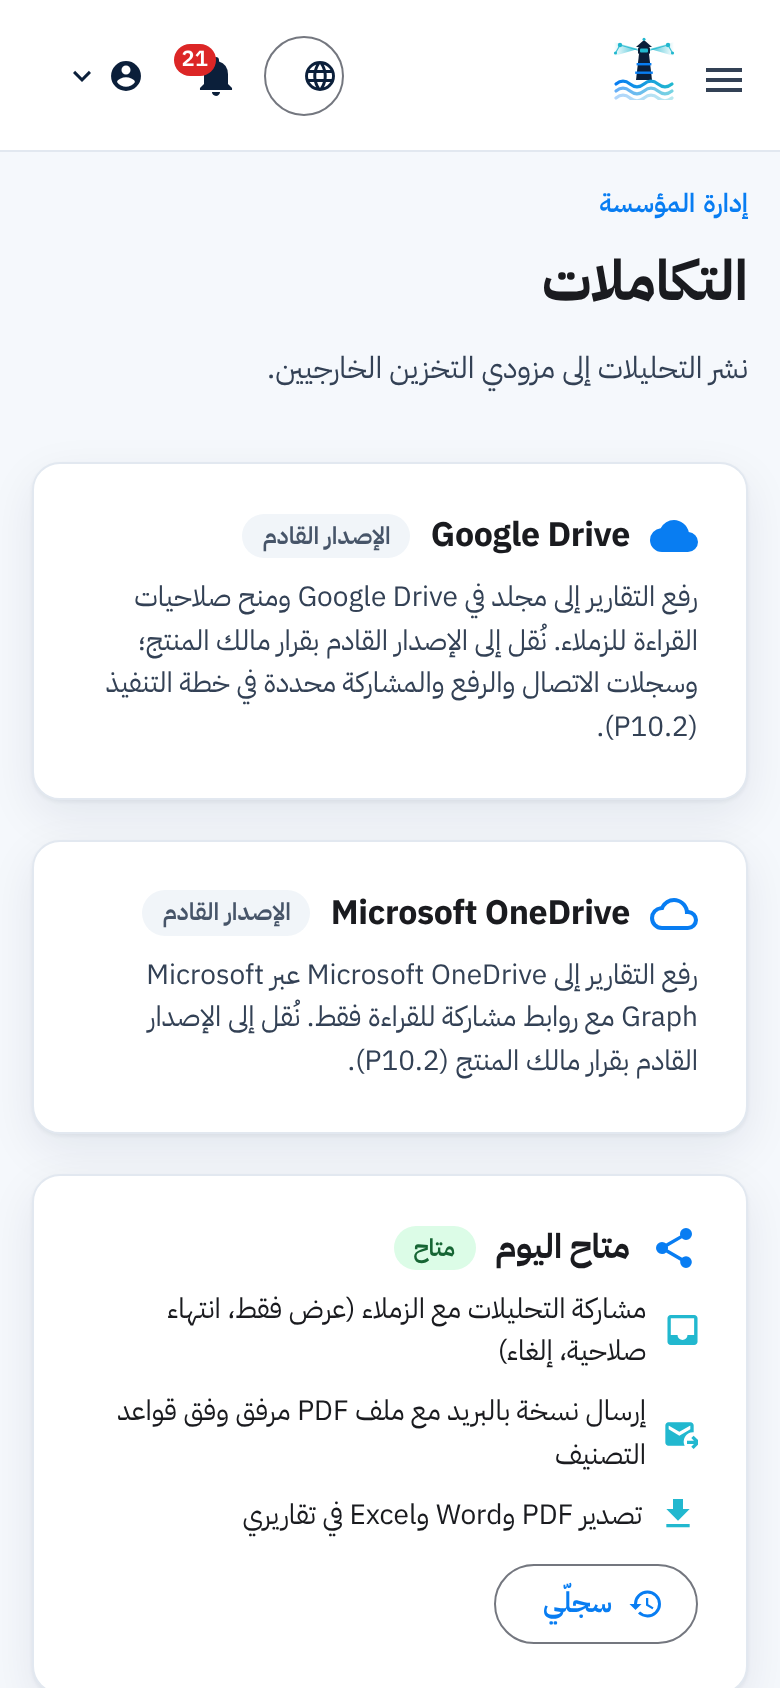 21
إدارة المؤسسة
التكاملات
نشر التحليلات إلى مزودي التخزين الخارجيين.
Google Drive الإصدار القادم
رفع التقارير إلى مجلد في Google Drive ومنح صلاحيات
القراءة للزملاء. نُقل إلى الإصدار القادم بقرار مالك المنتج؛
وسجلات الاتصال والرفع والمشاركة محددة في خطة التنفيذ
(P10.2).
Microsoft OneDrive الإصدار القادم
رفع التقارير إلى Microsoft OneDrive عبر Microsoft
Graph مع روابط مشاركة للقراءة فقط. نُقل إلى الإصدار
القادم بقرار مالك المنتج (P10.2).
متاح اليوم متاح
مشاركة التحليلات مع الزملاء (عرض فقط، انتهاء
صلاحية، إلغاء)
إرسال نسخة بالبريد مع ملف PDF مرفق وفق قواعد
التصنيف
تصدير PDF وWord وExcel في تقاريري
سجلّي